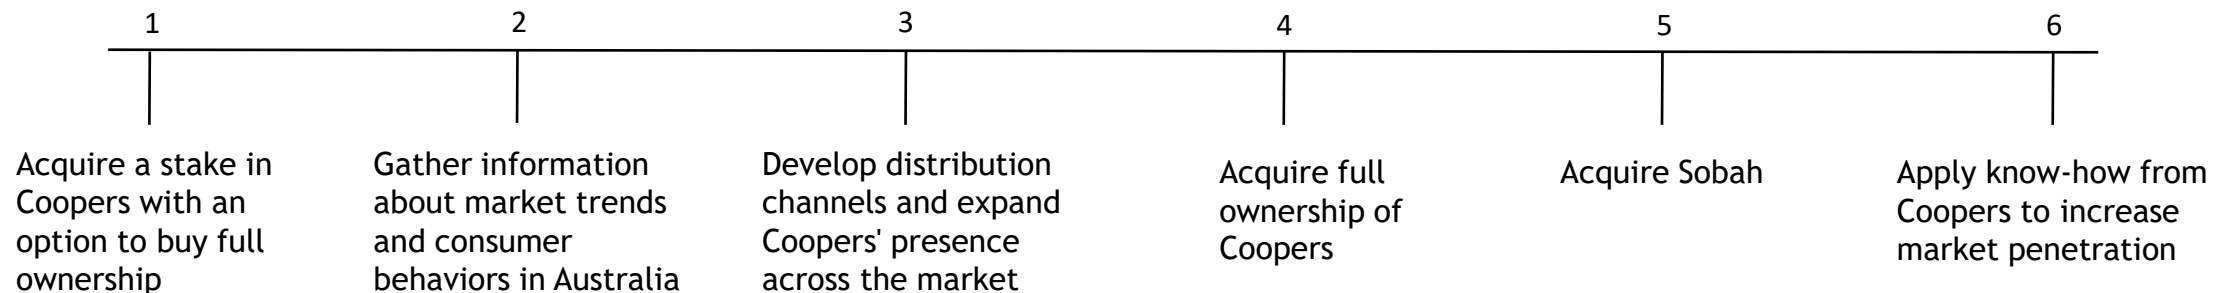 1
2
3
4
5
6
Acquire a stake in
Coopers with an
option to buy full
ownership
Gather information
about market trends
and consumer
behaviors in Australia
Develop distribution
channels and expand
Coopers' presence
across the market
Acquire full
ownership of
Coopers
Acquire Sobah
Apply know-how from
Coopers to increase
market penetration